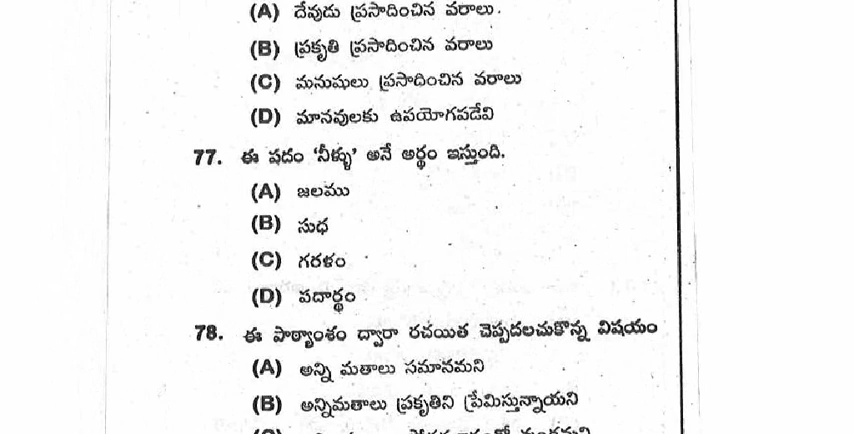 (A) దేవుడు ప్రసాదించిన వరాలు.
(B) ప్రకృతి ప్రసాదించిన వరాలు
(C) మనుషులు ప్రసాదించిన వరాలు
(D) మానవులకు ఉపయోగపడేవి
77. ఈ పదం ‘నీళ్ళు’ అనే అర్థం ఇస్తుంది.
(A) జలము
(B) సుధ
(C) గరళం
(D) పదార్థం
78. ఈ పాఠ్యాంశం ద్వారా రచయిత చెప్పదలచుకొన్న విషయం
(A) అన్ని మతాలు సమానమని
(B) అన్నిమతాలు ప్రకృతిని ప్రేమిస్తున్నాయని